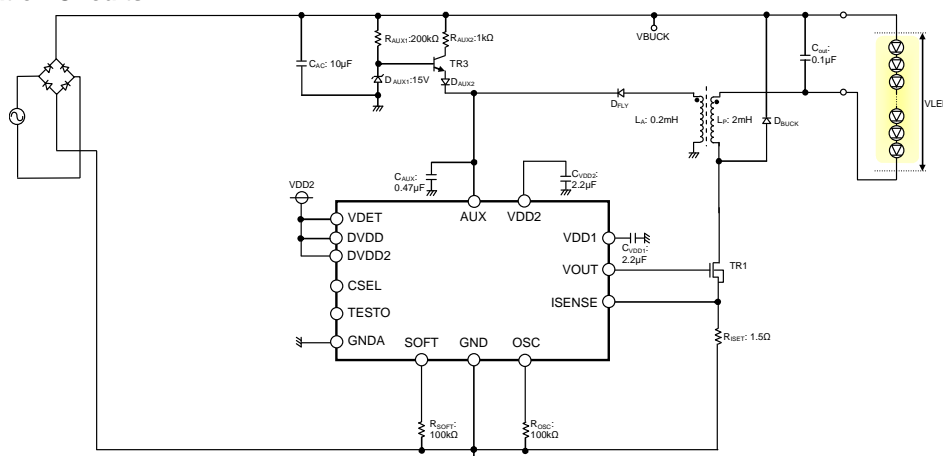 VBUCK
RAUX1:200kΩ
RAUX2:1kΩ
CAC: 10μF
TR3
DAUX1:15V
DAUX2
Cout:
0.1μF
VLED
DFLY
LA: 0.2mH
LP: 2mH
DBUCK
CAUX:
0.47μF
CVDD2:
2.2μF
VDD2
AUX
VDD2
VDET
DVDD
DVDD2
CSEL
TESTO
GNDA
VDD1
CVDD1:
2.2μF
VOUT
TR1
ISENSE
RISET: 1.5Ω
SOFT
GND
OSC
RSOFT:
100kΩ
ROSC:
100kΩ